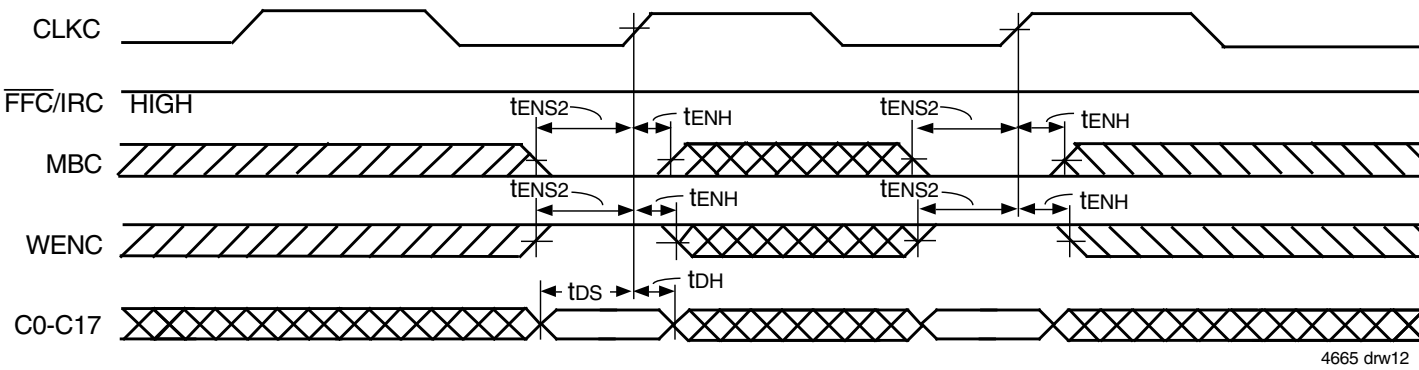 CLKC
FFC/IRC HIGH
tENS2 tENH tENS2 tENH
MBC
tENS2 tENH tENS2 tENH
WENC
tDS tDH
C0-C17
4665 drw12